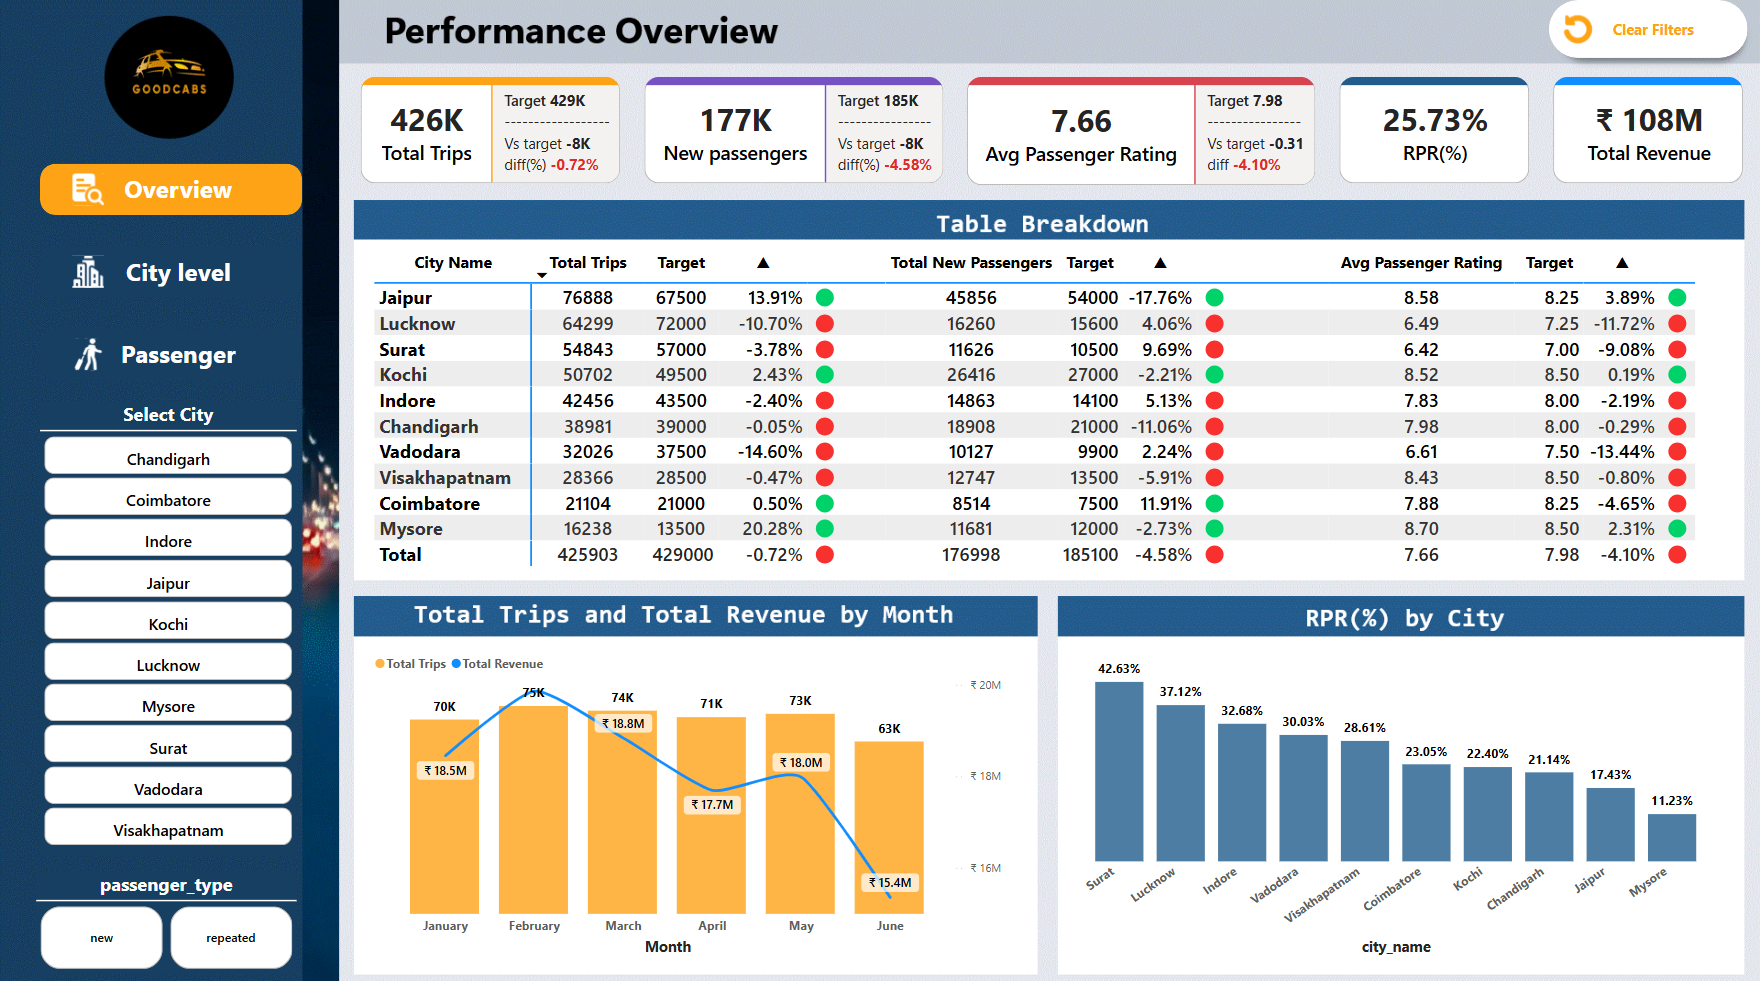 GOODCABS
Overview
City level
Passenger
Select City
Chandigarh
Coimbatore
Indore
Jaipur
Kochi
Lucknow
Mysore
Surat
Vadodara
Visakhapatnam
passenger_type
new repeated
Performance Overview
Clear Filters
426K
Total Trips
Target 429K
-----------------
Vs target -8K
diff(%) -0.72%
177K
New passengers
Target 185K
---------------
Vs target -8K
diff(%) -4.58%
7.66
Avg Passenger Rating
Target 7.98
---------------
Vs target -0.31
diff -4.10%
25.73%
RPR(%)
₹ 108M
Total Revenue
Table Breakdown
City Name Total Trips Target ▲ Total New Passengers Target ▲ Avg Passenger Rating Target ▲
Jaipur 76888 67500 13.91% 45856 54000 -17.76% 8.58 8.25 3.89%
Lucknow 64299 72000 -10.70% 16260 15600 4.06% 6.49 7.25 -11.72%
Surat 54843 57000 -3.78% 11626 10500 9.69% 6.42 7.00 -9.08%
Kochi 50702 49500 2.43% 26416 27000 -2.21% 8.52 8.50 0.19%
Indore 42456 43500 -2.40% 14863 14100 5.13% 7.83 8.00 -2.19%
Chandigarh 38981 39000 -0.05% 18908 21000 -11.06% 7.98 8.00 -0.29%
Vadodara 32026 37500 -14.60% 10127 9900 2.24% 6.61 7.50 -13.44%
Visakhapatnam 28366 28500 -0.47% 12747 13500 -5.91% 8.43 8.50 -0.80%
Coimbatore 21104 21000 0.50% 8514 7500 11.91% 7.88 8.25 -4.65%
Mysore 16238 13500 20.28% 11681 12000 -2.73% 8.70 8.50 2.31%
Total 425903 429000 -0.72% 176998 185100 -4.58% 7.66 7.98 -4.10%
Total Trips and Total Revenue by Month
Total Trips Total Revenue
70K 75K 74K 71K 73K 63K
₹ 18.5M ₹ 18.8M ₹ 17.7M ₹ 18.0M ₹ 15.4M
₹ 20M
₹ 18M
₹ 16M
January February March April May June
Month
RPR(%) by City
42.63% 37.12% 32.68% 30.03% 28.61% 23.05% 22.40% 21.14% 17.43% 11.23%
Surat Lucknow Indore Vadodara Visakhapatnam Coimbatore Kochi Chandigarh Jaipur Mysore
city_name